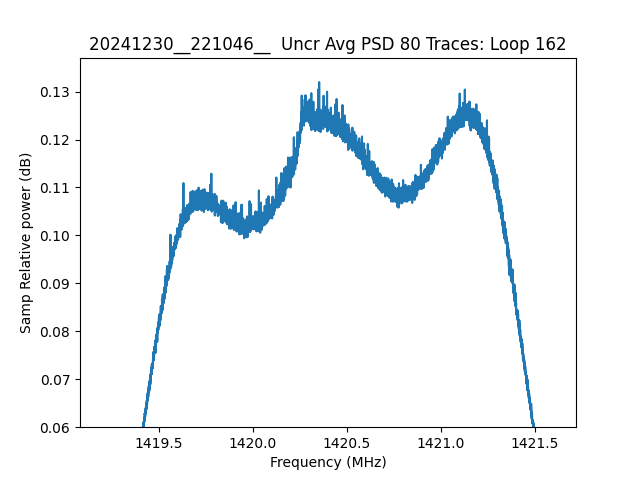 20241230__221046__  Uncr Avg PSD 80 Traces: Loop 162
Samp Relative power (dB)
0.13
0.12
0.11
0.10
0.09
0.08
0.07
0.06
1419.5 1420.0 1420.5 1421.0 1421.5
Frequency (MHz)